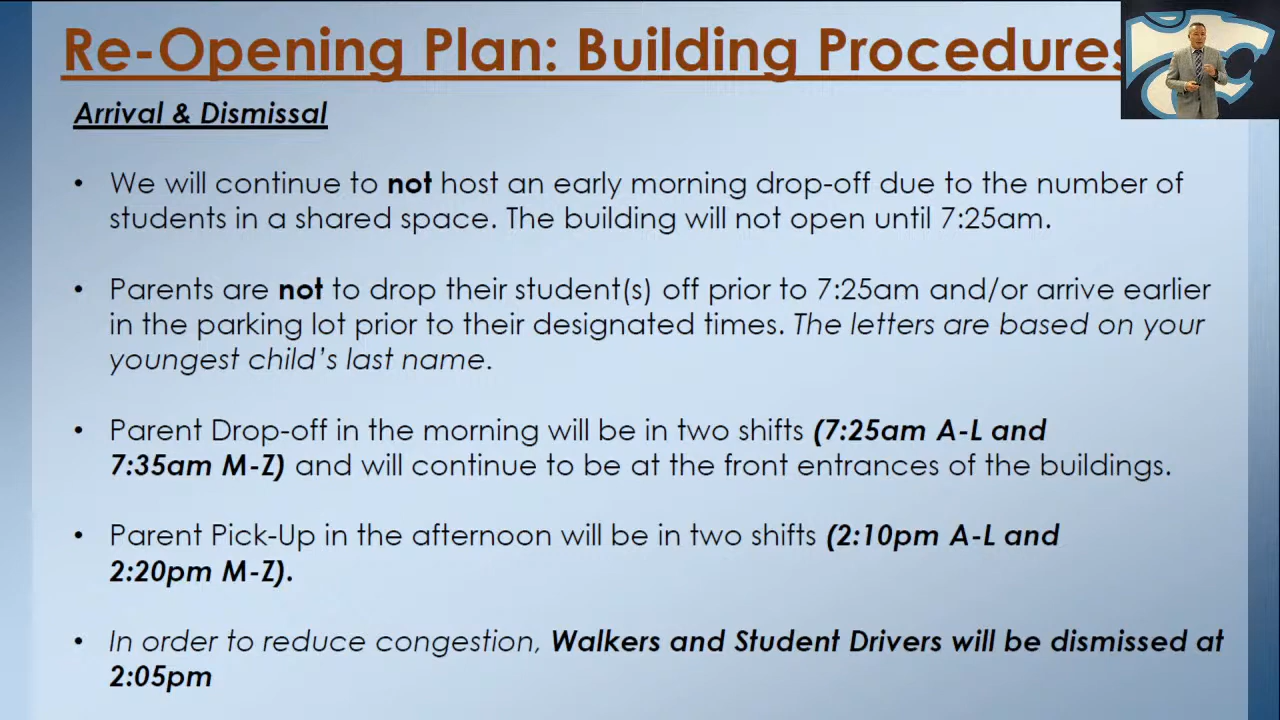 Re-Opening Plan: Building Procedures
Arrival & Dismissal
• We will continue to not host an early morning drop-off due to the number of
students in a shared space. The building will not open until 7:25am.
• Parents are not to drop their student(s) off prior to 7:25am and/or arrive earlier
in the parking lot prior to their designated times. The letters are based on your
youngest child’s last name.
• Parent Drop-off in the morning will be in two shifts (7:25am A-L and
7:35am M-Z) and will continue to be at the front entrances of the buildings.
• Parent Pick-Up in the afternoon will be in two shifts (2:10pm A-L and
2:20pm M-Z).
• In order to reduce congestion, Walkers and Student Drivers will be dismissed at
2:05pm